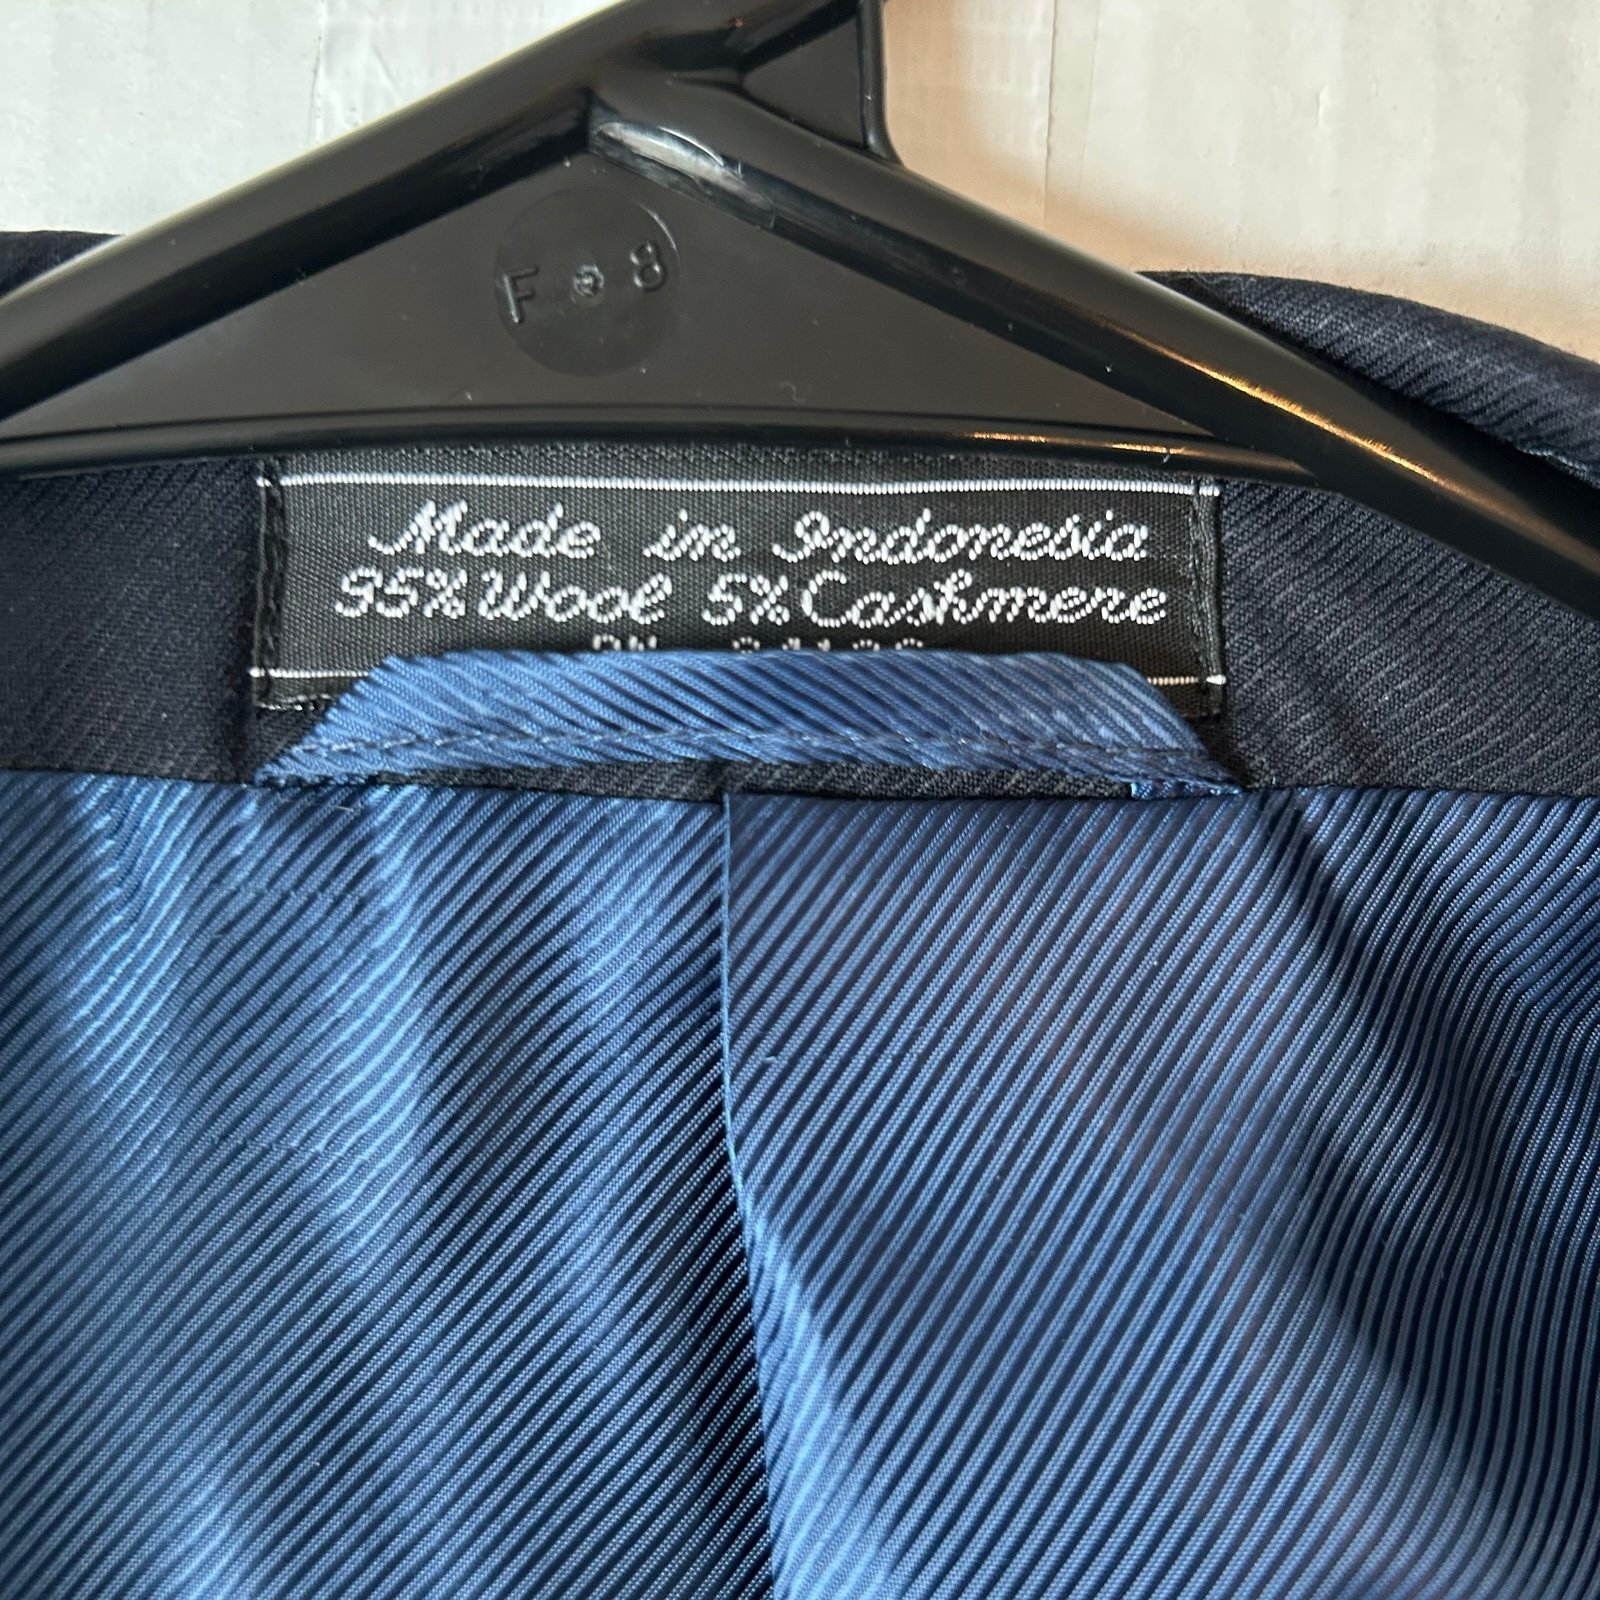 F 8
Made in Indonesia
95% Wool 5% Cashmere